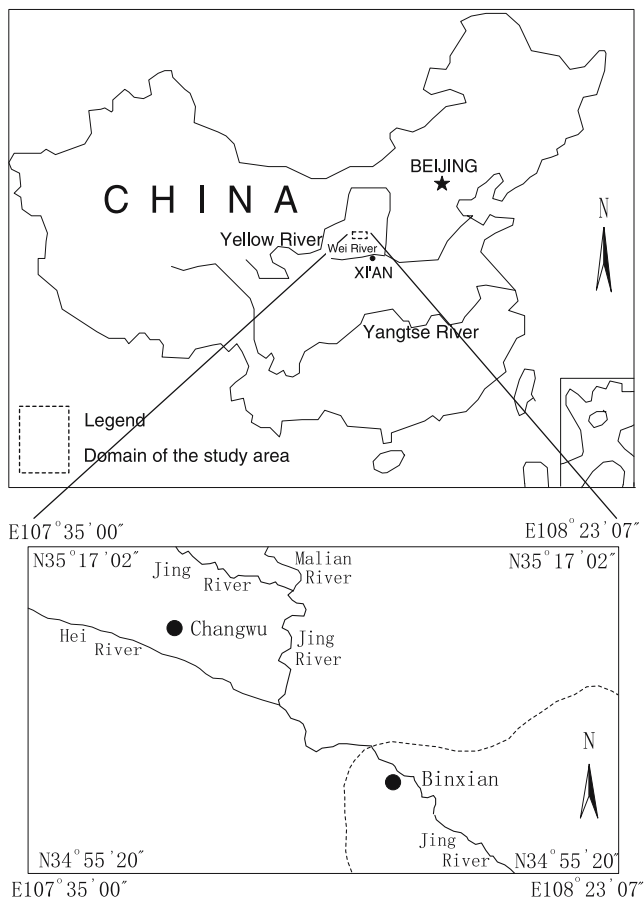 BEIJING
CHINA
N
Yellow River
Wei River
XI'AN
Yangtse River
Legend
Domain of the study area
E107°35'00" E108°23'07"
N35°17'02" N35°17'02"
Jing
River
Malian
River
Changwu
Hei
River
Jing
River
N
Binxian
Jing
River
N34°55'20" N34°55'20"
E107°35'00" E108°23'07"